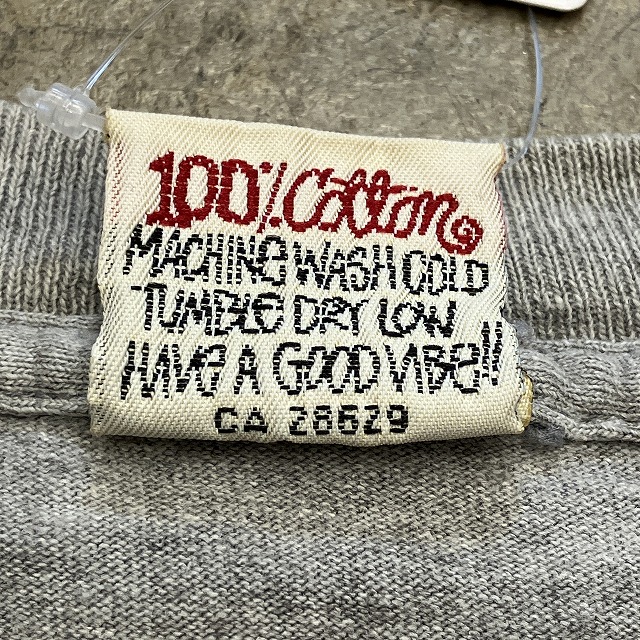 100% Cotton
MACHINe WASH COLD
TUMBLe DRY LOW
HAVe A GOOD VIBe!!!
CA 28629